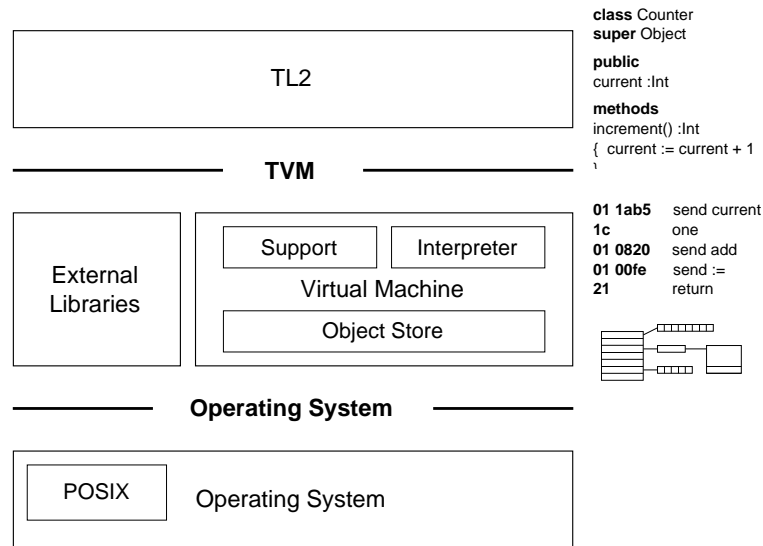 TL2
TVM
External
Libraries
Support
Interpreter
Virtual Machine
Object Store
Operating System
POSIX
Operating System
class Counter
super Object
public
current :Int
methods
increment() :Int
{ current := current + 1
}
01 1ab5 send current
1c one
01 0820 send add
01 00fe send :=
21 return